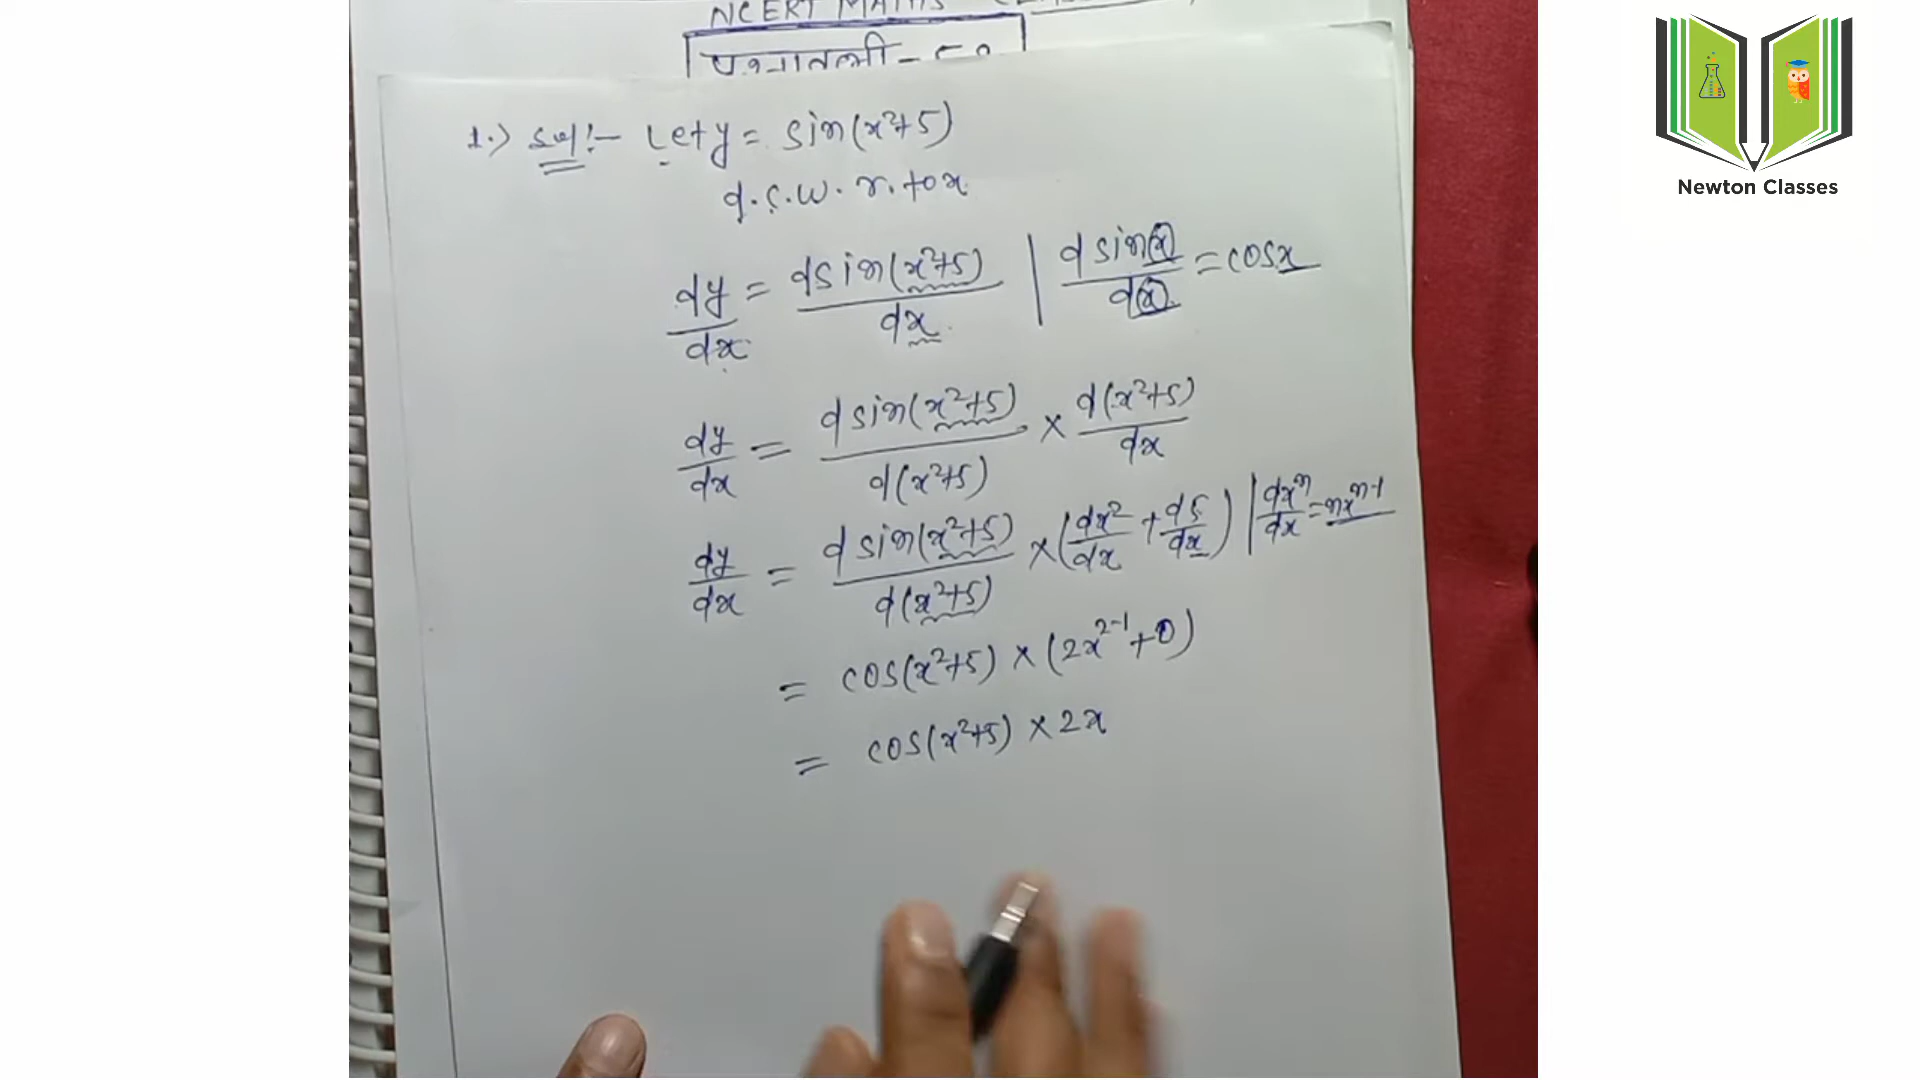 NCERT MATHS
प्रश्नावली - 5.2
1.) Sol:- Let y = sin(x²+5)
d.c.w.r.to x
dy/dx = d sin(x²+5)/dx | d sin(x)/d(x) = cosx
dy/dx = d sin(x²+5)/d(x²+5) × d(x²+5)/dx
dy/dx = d sin(x²+5)/d(x²+5) × (dx²/dx + d5/dx) | dxⁿ/dx = nxⁿ⁻¹
= cos(x²+5) × (2x²⁻¹+0)
= cos(x²+5) × 2x
Newton Classes